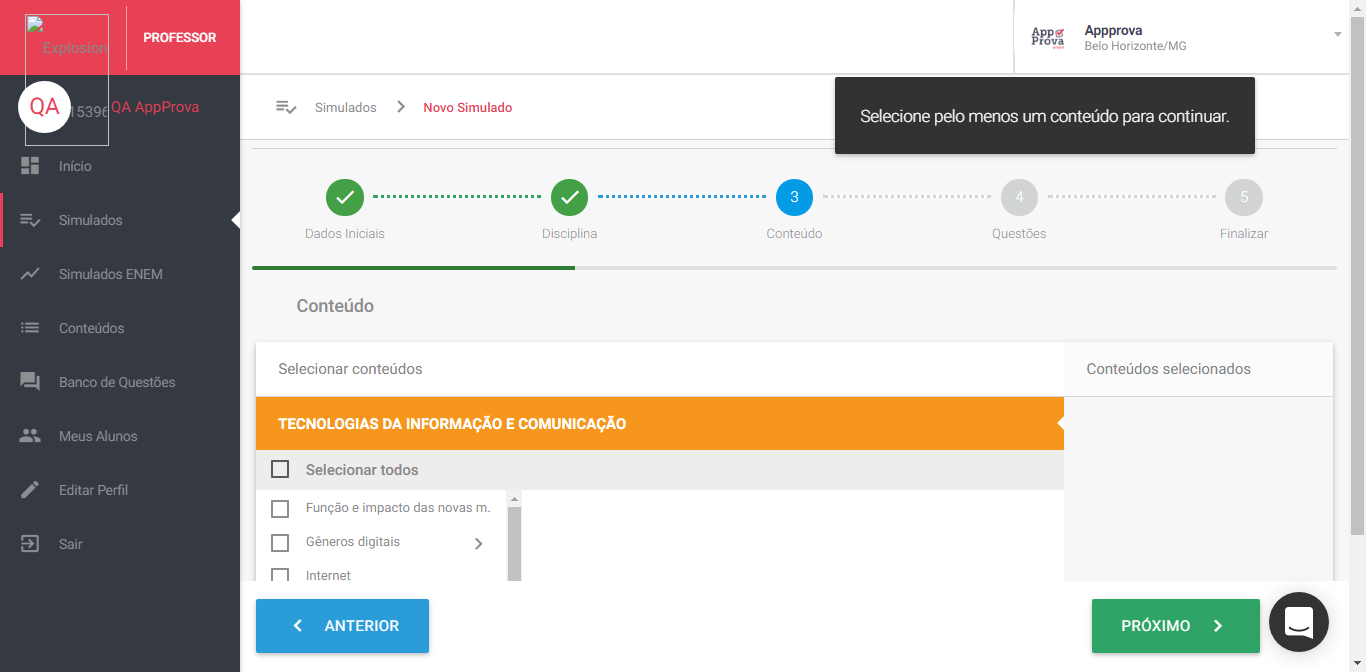 Explosion
PROFESSOR
App
Prova
Appprova
Belo Horizonte/MG
QA
15396
QA AppProva
Simulados
Novo Simulado
Selecione pelo menos um conteúdo para continuar.
Início
Simulados
Simulados ENEM
Conteúdos
Banco de Questões
Meus Alunos
Editar Perfil
Sair
3
4
5
Dados Iniciais
Disciplina
Conteúdo
Questões
Finalizar
Conteúdo
Selecionar conteúdos
Conteúdos selecionados
TECNOLOGIAS DA INFORMAÇÃO E COMUNICAÇÃO
Selecionar todos
Função e impacto das novas m.
Gêneros digitais
Internet
ANTERIOR
PRÓXIMO